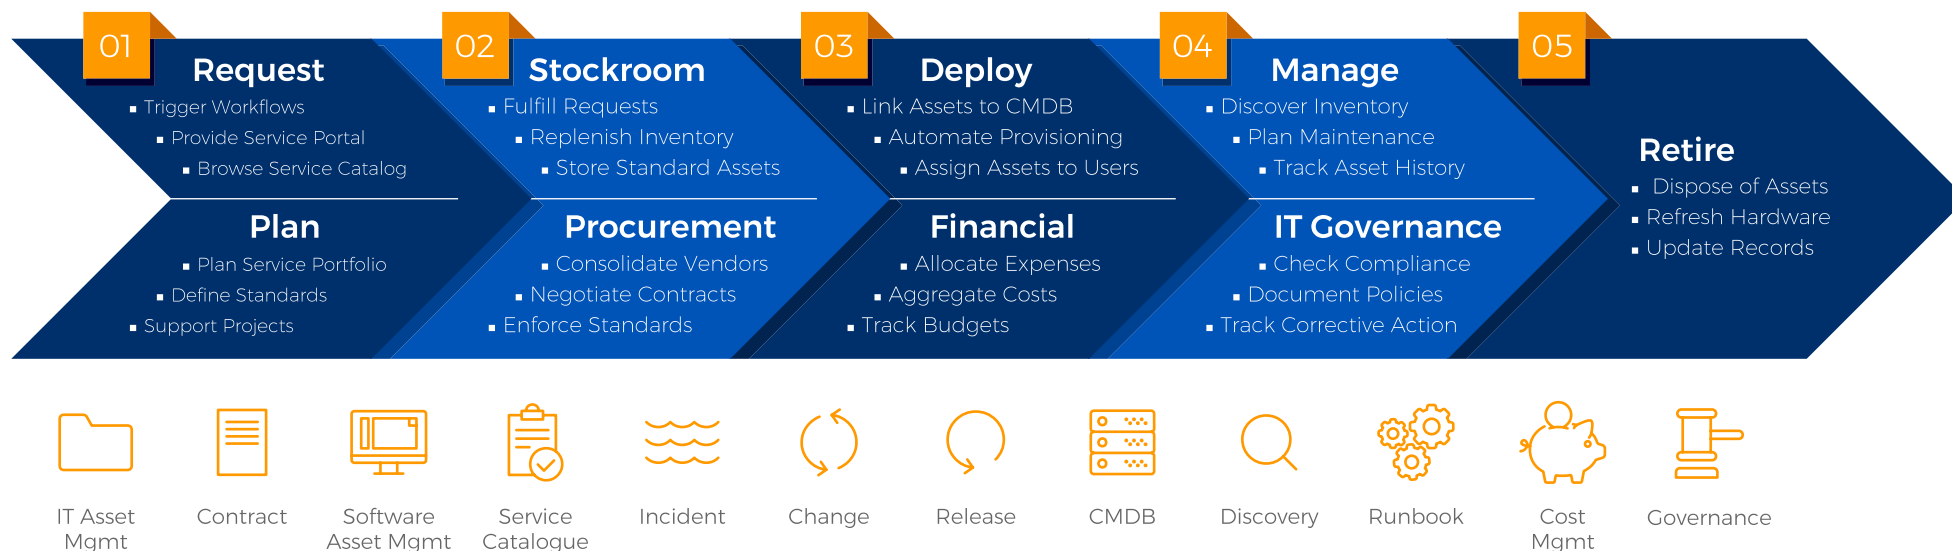 01
Request
Trigger Workflows
Provide Service Portal
Browse Service Catalog
Plan
Plan Service Portfolio
Define Standards
Support Projects
02
Stockroom
Fulfill Requests
Replenish Inventory
Store Standard Assets
Procurement
Consolidate Vendors
Negotiate Contracts
Enforce Standards
03
Deploy
Link Assets to CMDB
Automate Provisioning
Assign Assets to Users
Financial
Allocate Expenses
Aggregate Costs
Track Budgets
04
Manage
Discover Inventory
Plan Maintenance
Track Asset History
IT Governance
Check Compliance
Document Policies
Track Corrective Action
05
Retire
Dispose of Assets
Refresh Hardware
Update Records
IT Asset
Mgmt
Contract
Software
Asset Mgmt
Service
Catalogue
Incident
Change
Release
CMDB
Discovery
Runbook
Cost
Mgmt
Governance